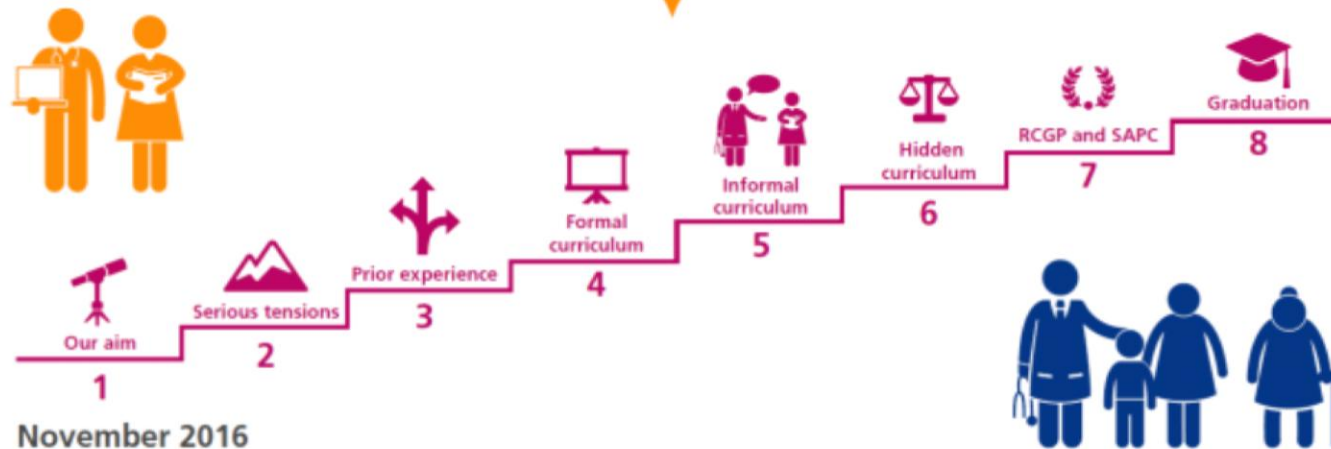 Our aim
1
Serious tensions
2
Prior experience
3
Formal
curriculum
4
Informal
curriculum
5
Hidden
curriculum
6
RCGP and SAPC
7
Graduation
8
November 2016